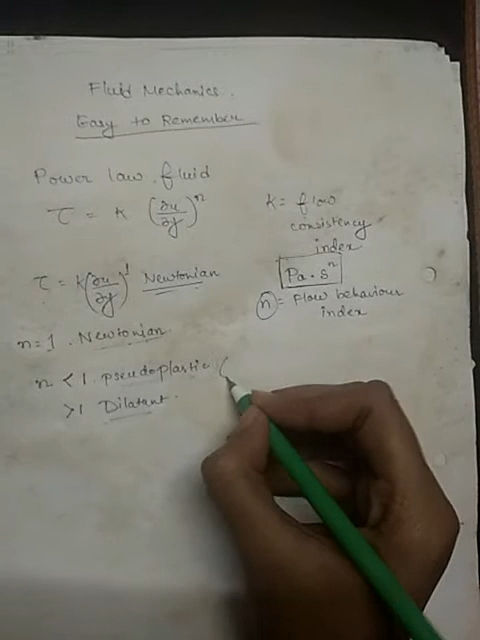 Fluid Mechanics.
Easy to Remember
Power law fluid
τ = K (∂u/∂y)^n
K = flow
consistency
index
Pa.s^n
n = Flow behaviour
index
τ = K(∂u/∂y)^1 Newtonian
n=1. Newtonian.
n <1. pseudoplastic (
>1 Dilatant.